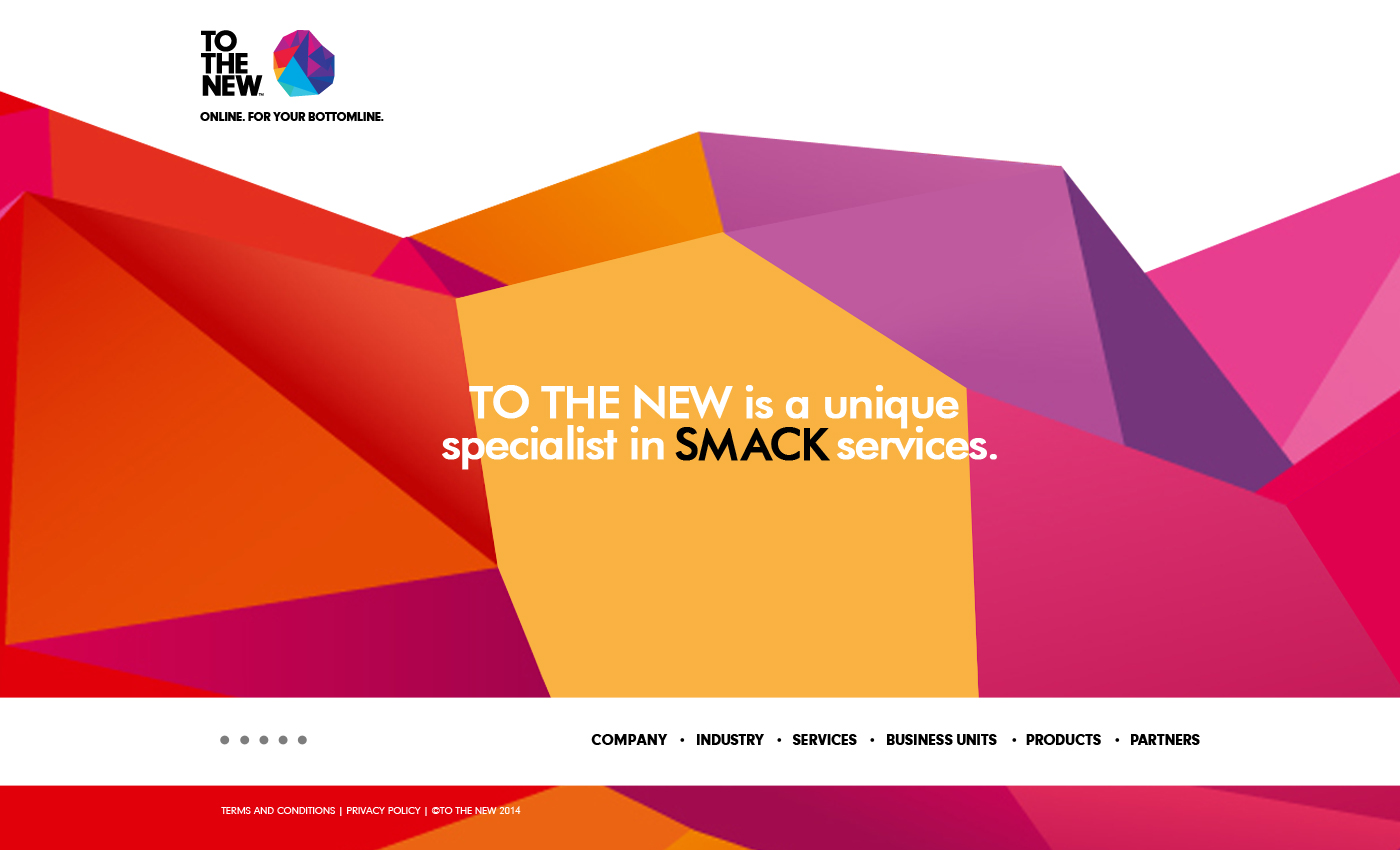 TO
THE
NEW™
ONLINE. FOR YOUR BOTTOMLINE.
TO THE NEW is a unique
specialist in SMACK services.
COMPANY • INDUSTRY • SERVICES • BUSINESS UNITS • PRODUCTS • PARTNERS
TERMS AND CONDITIONS | PRIVACY POLICY | ©TO THE NEW 2014